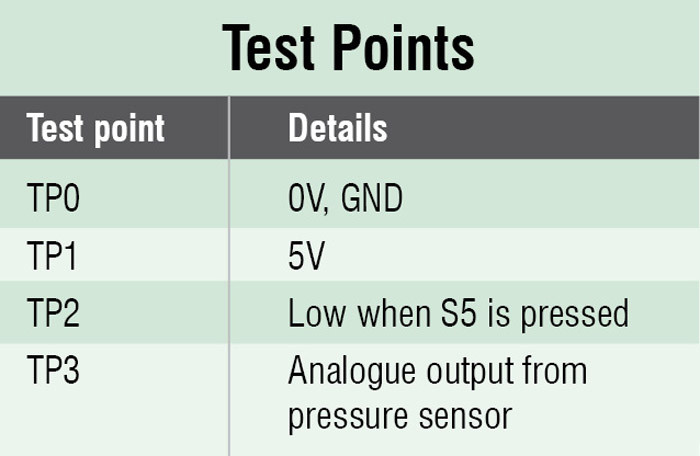 Test Points
Test point Details
TP0 0V, GND
TP1 5V
TP2 Low when S5 is pressed
TP3 Analogue output from
pressure sensor